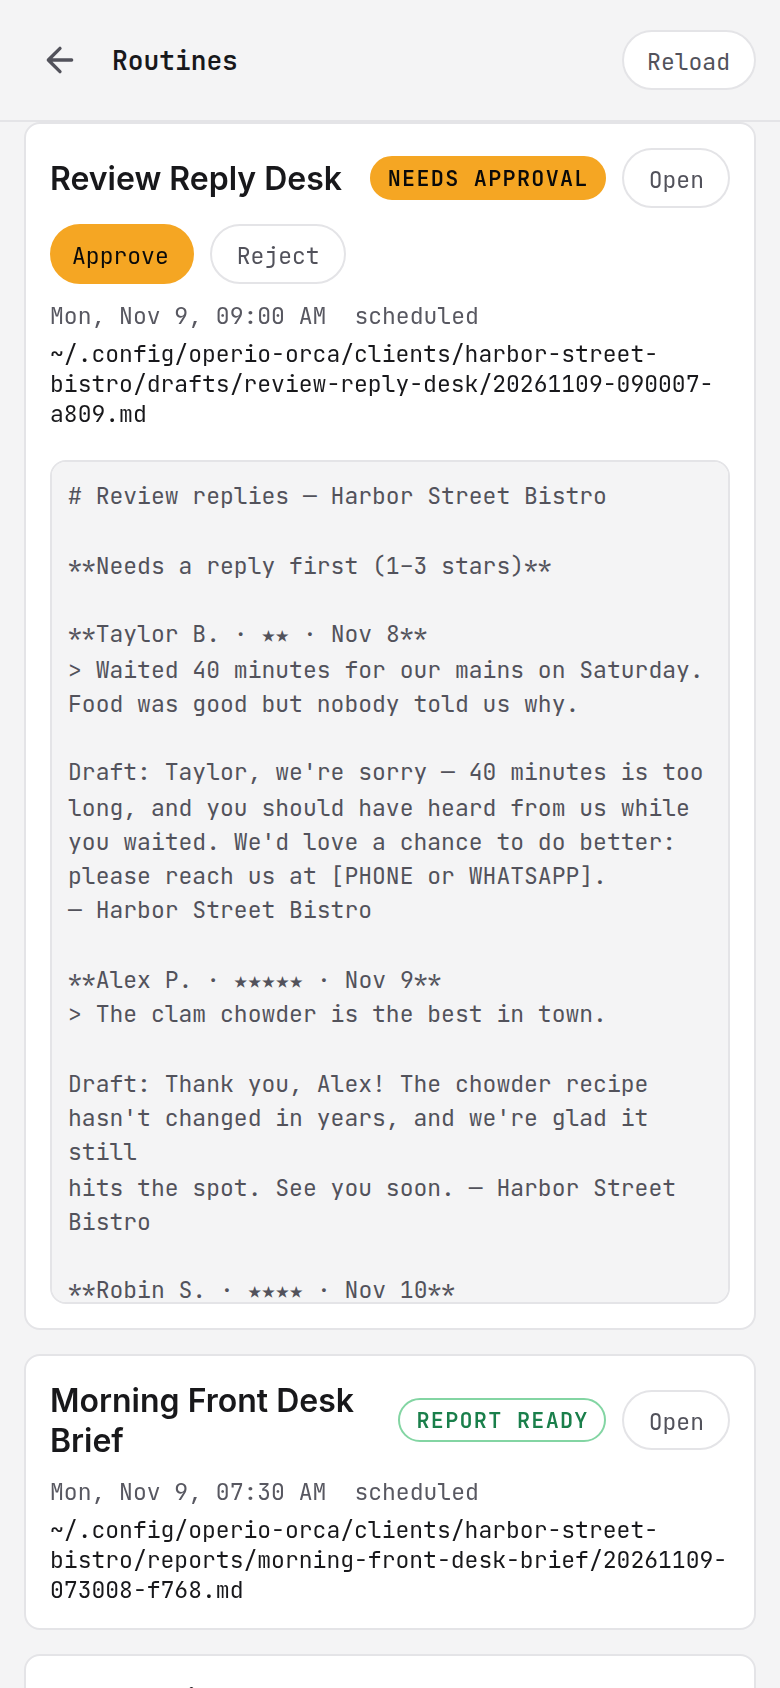 Routines
Reload
Review Reply Desk
NEEDS APPROVAL
Open
Approve
Reject
Mon, Nov 9, 09:00 AM  scheduled
~/.config/operio-orca/clients/harbor-street-
bistro/drafts/review-reply-desk/20261109-090007-
a809.md
# Review replies — Harbor Street Bistro
**Needs a reply first (1–3 stars)**
**Taylor B. · ★★ · Nov 8**
> Waited 40 minutes for our mains on Saturday.
Food was good but nobody told us why.
Draft: Taylor, we're sorry — 40 minutes is too
long, and you should have heard from us while
you waited. We'd love a chance to do better:
please reach us at [PHONE or WHATSAPP].
— Harbor Street Bistro
**Alex P. · ★★★★★ · Nov 9**
> The clam chowder is the best in town.
Draft: Thank you, Alex! The chowder recipe
hasn't changed in years, and we're glad it
still
hits the spot. See you soon. — Harbor Street
Bistro
**Robin S. · ★★★★ · Nov 10**
Morning Front Desk
Brief
REPORT READY
Open
Mon, Nov 9, 07:30 AM  scheduled
~/.config/operio-orca/clients/harbor-street-
bistro/reports/morning-front-desk-brief/20261109-
073008-f768.md